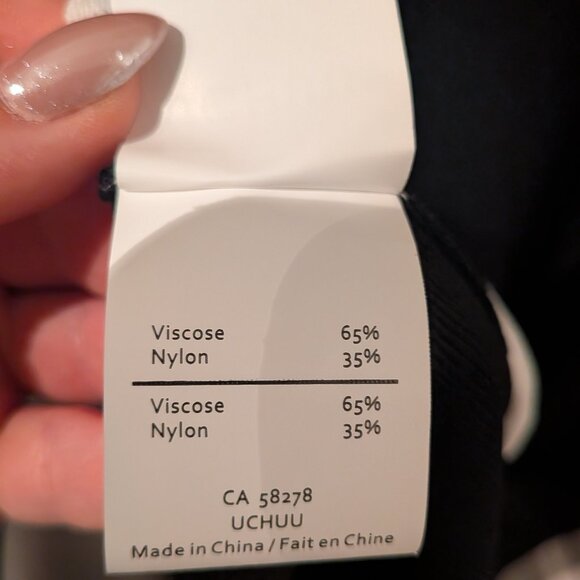 Viscose 65%
Nylon 35%
Viscose 65%
Nylon 35%
CA 58278
UCHUU
Made in China / Fait en Chine